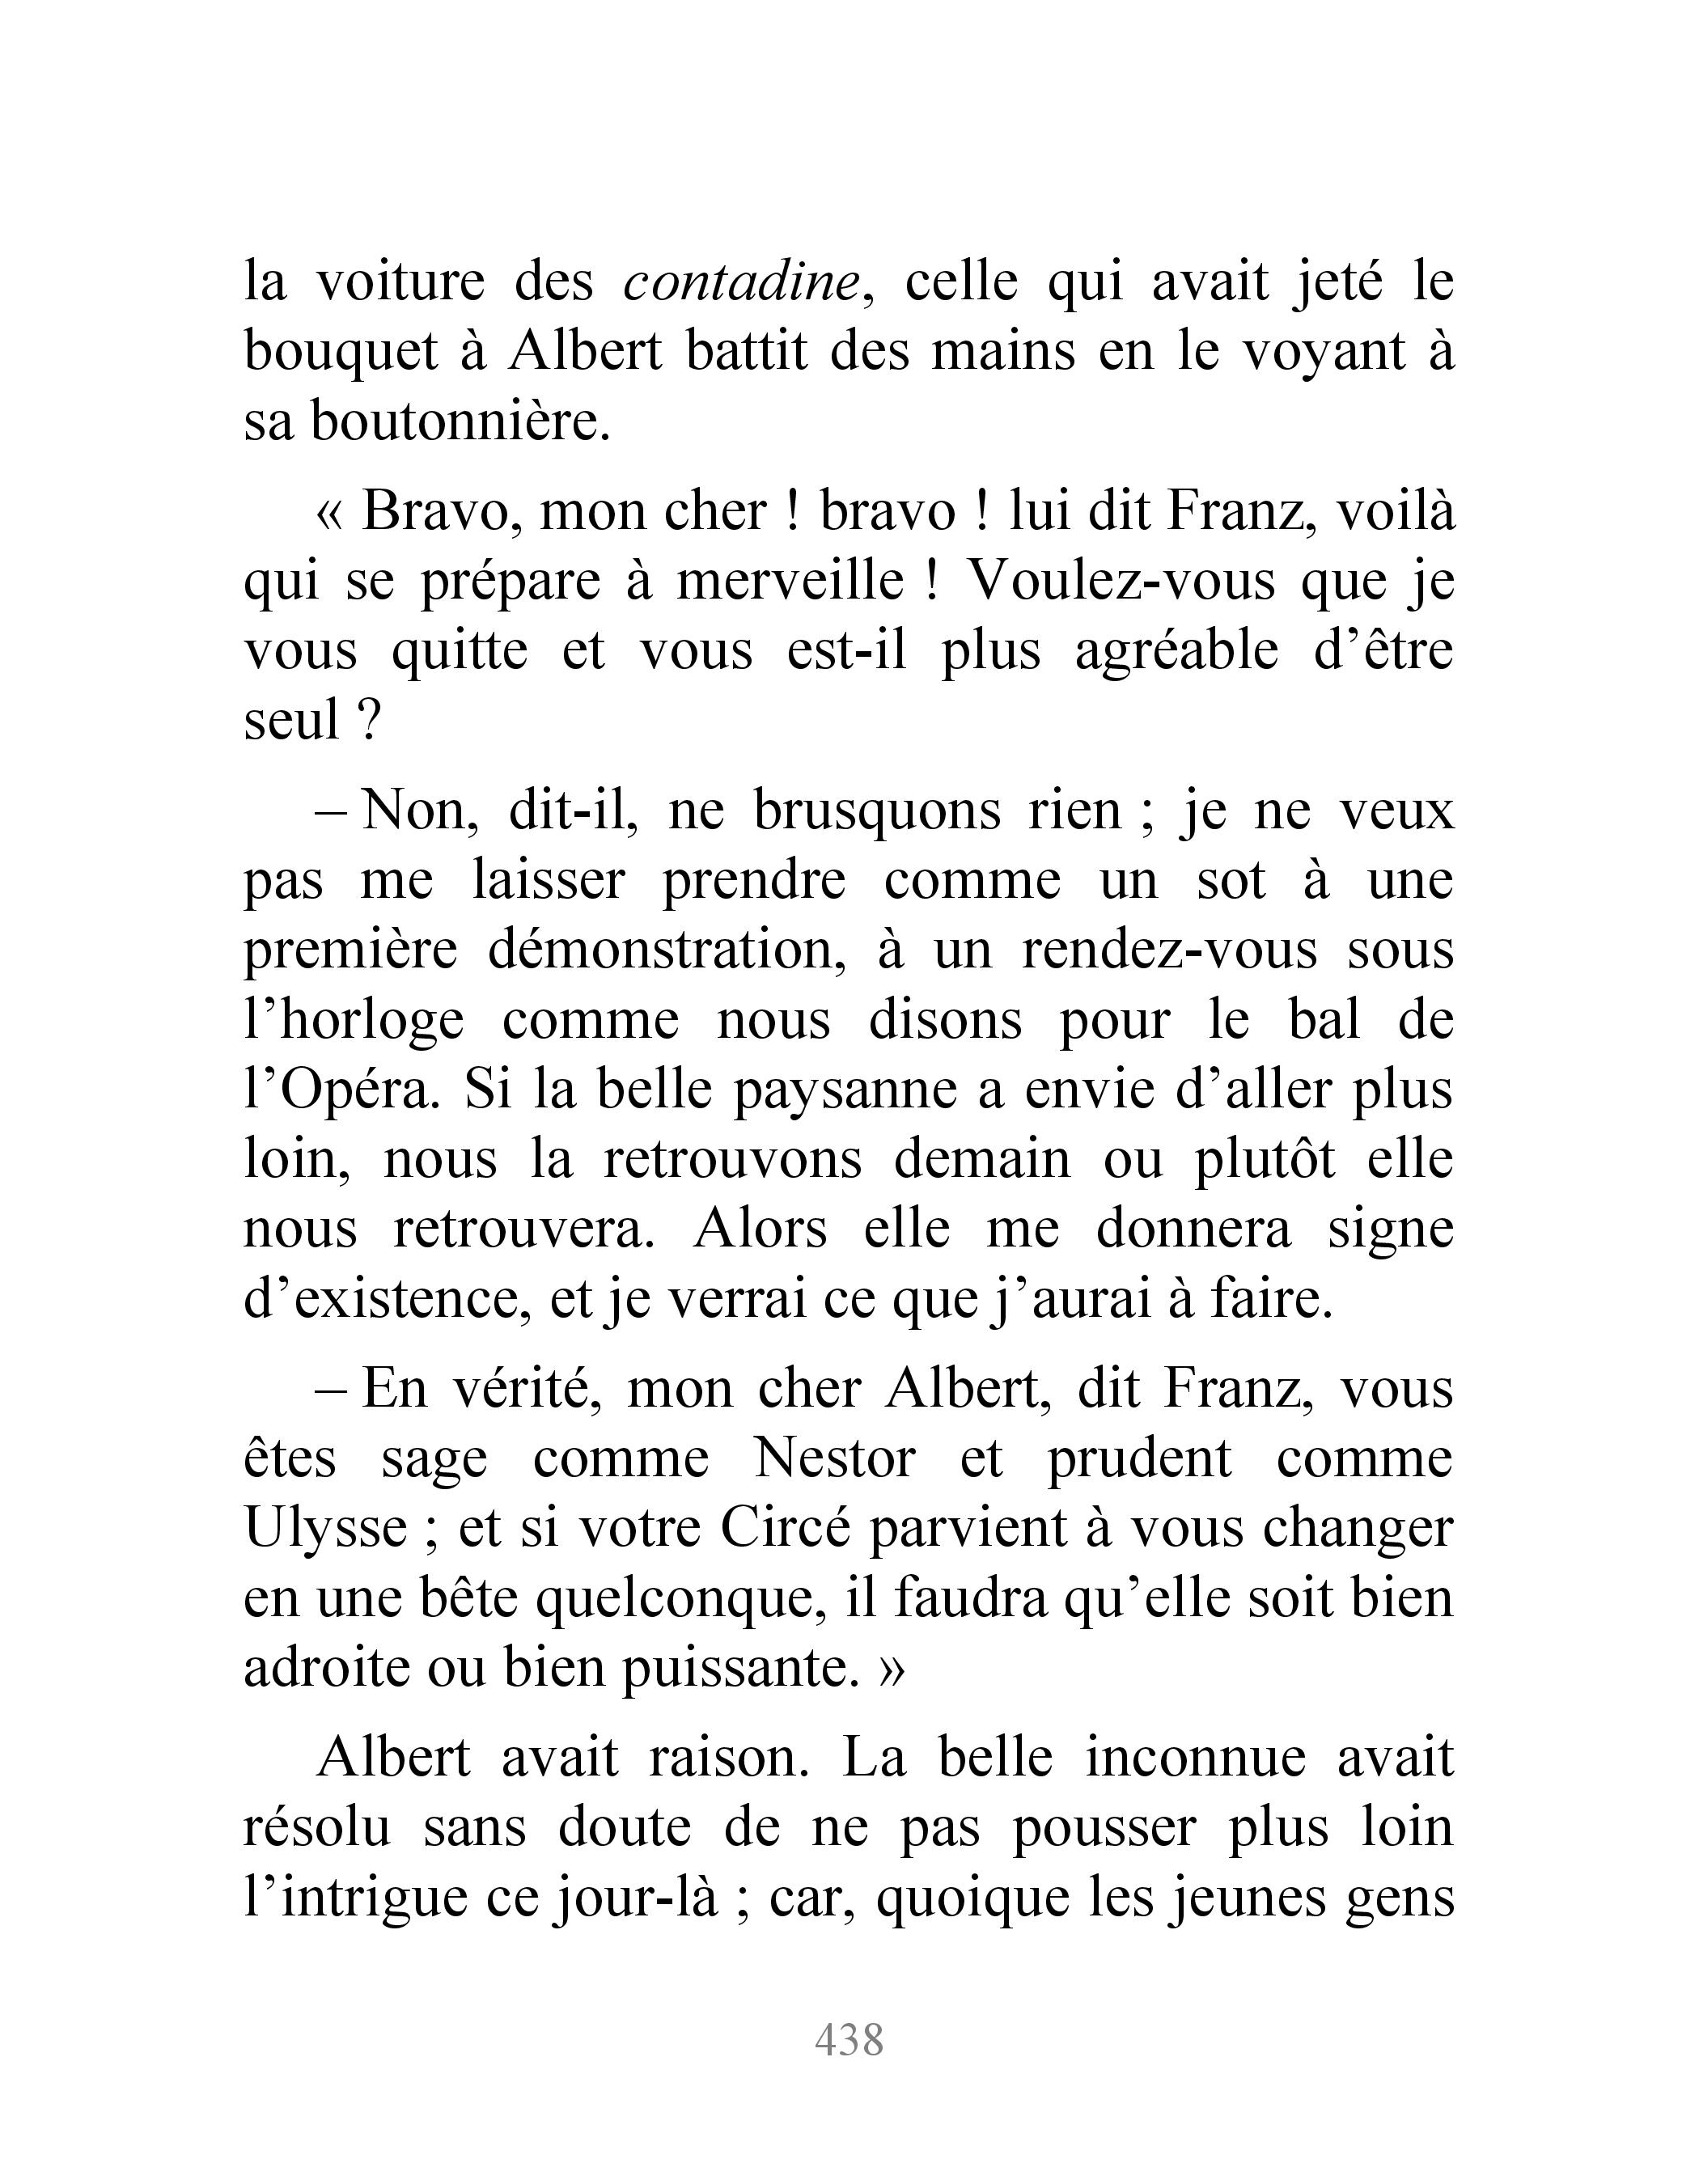 la voiture des contadine, celle qui avait jeté le
bouquet à Albert battit des mains en le voyant à
sa boutonnière.
« Bravo, mon cher ! bravo ! lui dit Franz, voilà
qui se prépare à merveille ! Voulez-vous que je
vous quitte et vous est-il plus agréable d’être
seul ?
– Non, dit-il, ne brusquons rien ; je ne veux
pas me laisser prendre comme un sot à une
première démonstration, à un rendez-vous sous
l’horloge comme nous disons pour le bal de
l’Opéra. Si la belle paysanne a envie d’aller plus
loin, nous la retrouvons demain ou plutôt elle
nous retrouvera. Alors elle me donnera signe
d’existence, et je verrai ce que j’aurai à faire.
– En vérité, mon cher Albert, dit Franz, vous
êtes sage comme Nestor et prudent comme
Ulysse ; et si votre Circé parvient à vous changer
en une bête quelconque, il faudra qu’elle soit bien
adroite ou bien puissante. »
Albert avait raison. La belle inconnue avait
résolu sans doute de ne pas pousser plus loin
l’intrigue ce jour-là ; car, quoique les jeunes gens
438